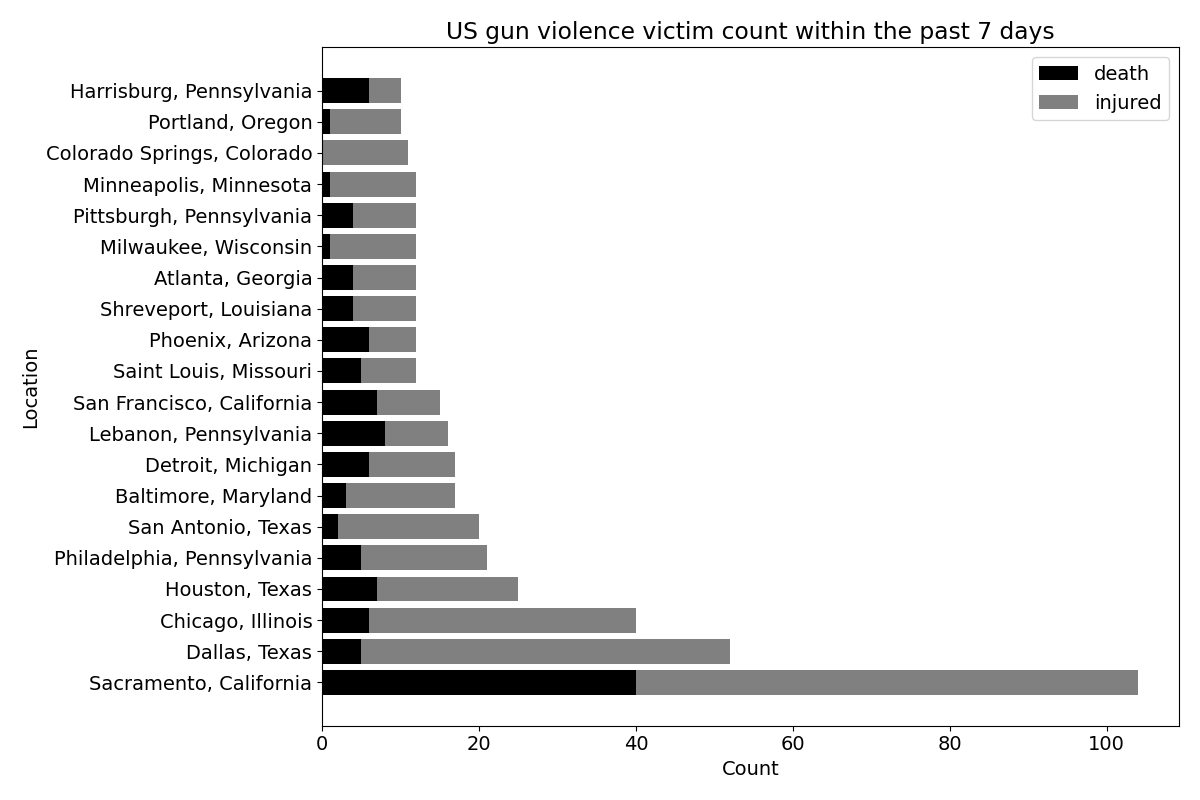 US gun violence victim count within the past 7 days
death
injured
Harrisburg, Pennsylvania
Portland, Oregon
Colorado Springs, Colorado
Minneapolis, Minnesota
Pittsburgh, Pennsylvania
Milwaukee, Wisconsin
Atlanta, Georgia
Shreveport, Louisiana
Phoenix, Arizona
Saint Louis, Missouri
San Francisco, California
Lebanon, Pennsylvania
Detroit, Michigan
Baltimore, Maryland
San Antonio, Texas
Philadelphia, Pennsylvania
Houston, Texas
Chicago, Illinois
Dallas, Texas
Sacramento, California
Location
0 20 40 60 80 100
Count